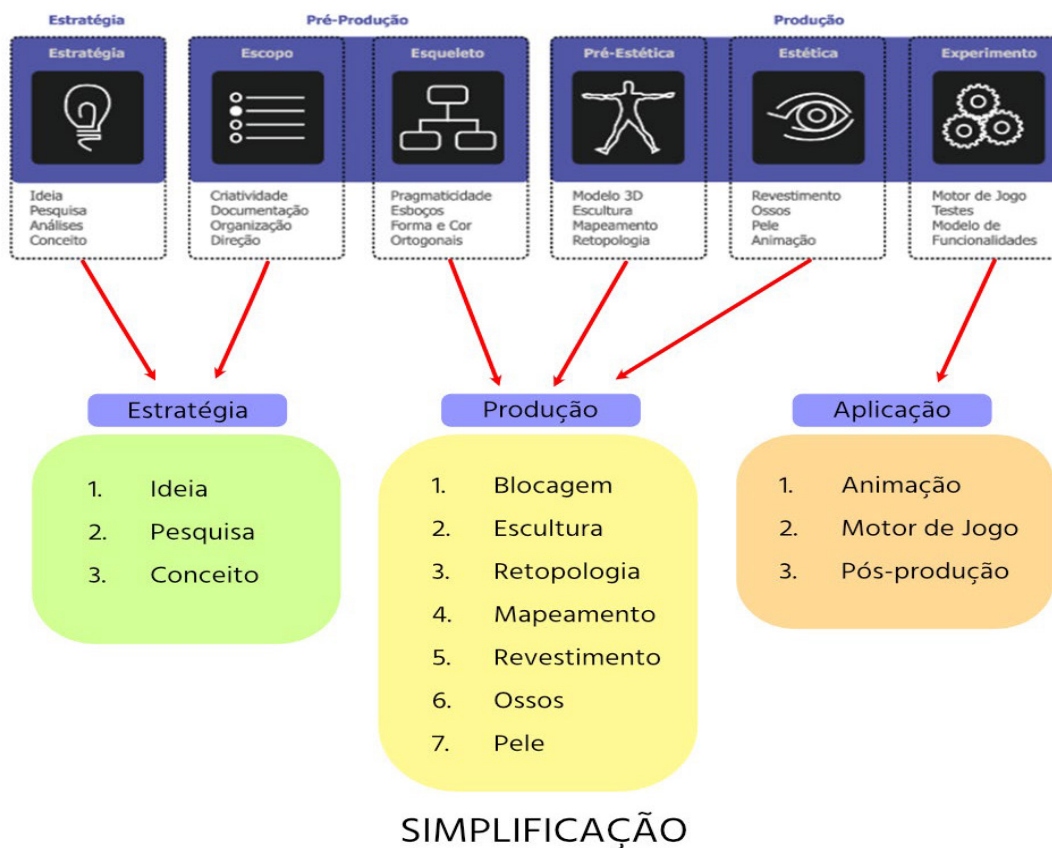 Estratégia
Pré-Produção
Produção
Estratégia
Escopo
Esqueleto
Pré-Estética
Estética
Experimento
Ideia
Pesquisa
Análises
Conceito
Criatividade
Documentação
Organização
Direção
Pragmaticidade
Esboços
Forma e Cor
Ortogonais
Modelo 3D
Escultura
Mapeamento
Retopologia
Revestimento
Ossos
Pele
Animação
Motor de Jogo
Testes
Modelo de
Funcionalidades
Estratégia
1. Ideia
2. Pesquisa
3. Conceito
Produção
1. Blocagem
2. Escultura
3. Retopologia
4. Mapeamento
5. Revestimento
6. Ossos
7. Pele
Aplicação
1. Animação
2. Motor de Jogo
3. Pós-produção
SIMPLIFICAÇÃO